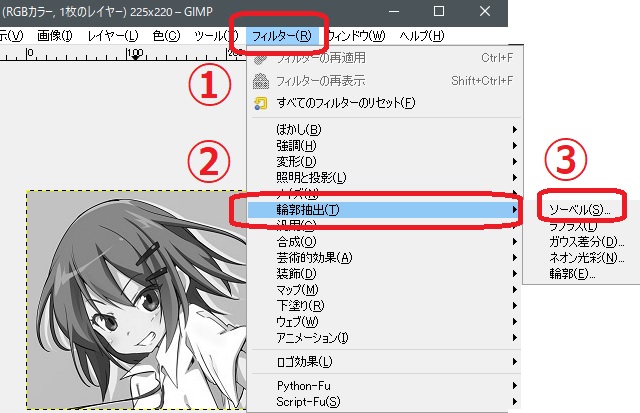 (RGBカラー, 1枚のレイヤー) 225x220 – GIMP
画像(I) レイヤー(L) 色(C) ツール(T) フィルター(R) ウィンドウ(W) ヘルプ(H)
0 100 200
① 
フィルターの再適用 Ctrl+F
フィルターの再表示 Shift+Ctrl+F
すべてのフィルターのリセット(F)
ぼかし(B)
強調(H)
変形(D)
②
照明と投影(L)
ノイズ(N)
輪郭抽出(T)
汎用(G)
合成(O)
芸術的効果(A)
装飾(D)
マップ(M)
下塗り(R)
ウェブ(W)
アニメーション(I)
ロゴ効果(L)
Python-Fu
Script-Fu(S)
③
ソーベル(S)...
ラプラス(L)
ガウス差分(D)...
ネオン光彩(N)...
輪郭(E)...